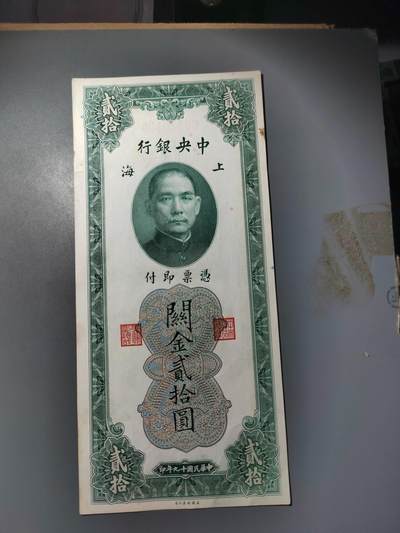 貳拾 貳拾
中央銀行
上海
憑票即付
關金貳拾圓
貳拾 貳拾
中華民國十九年印